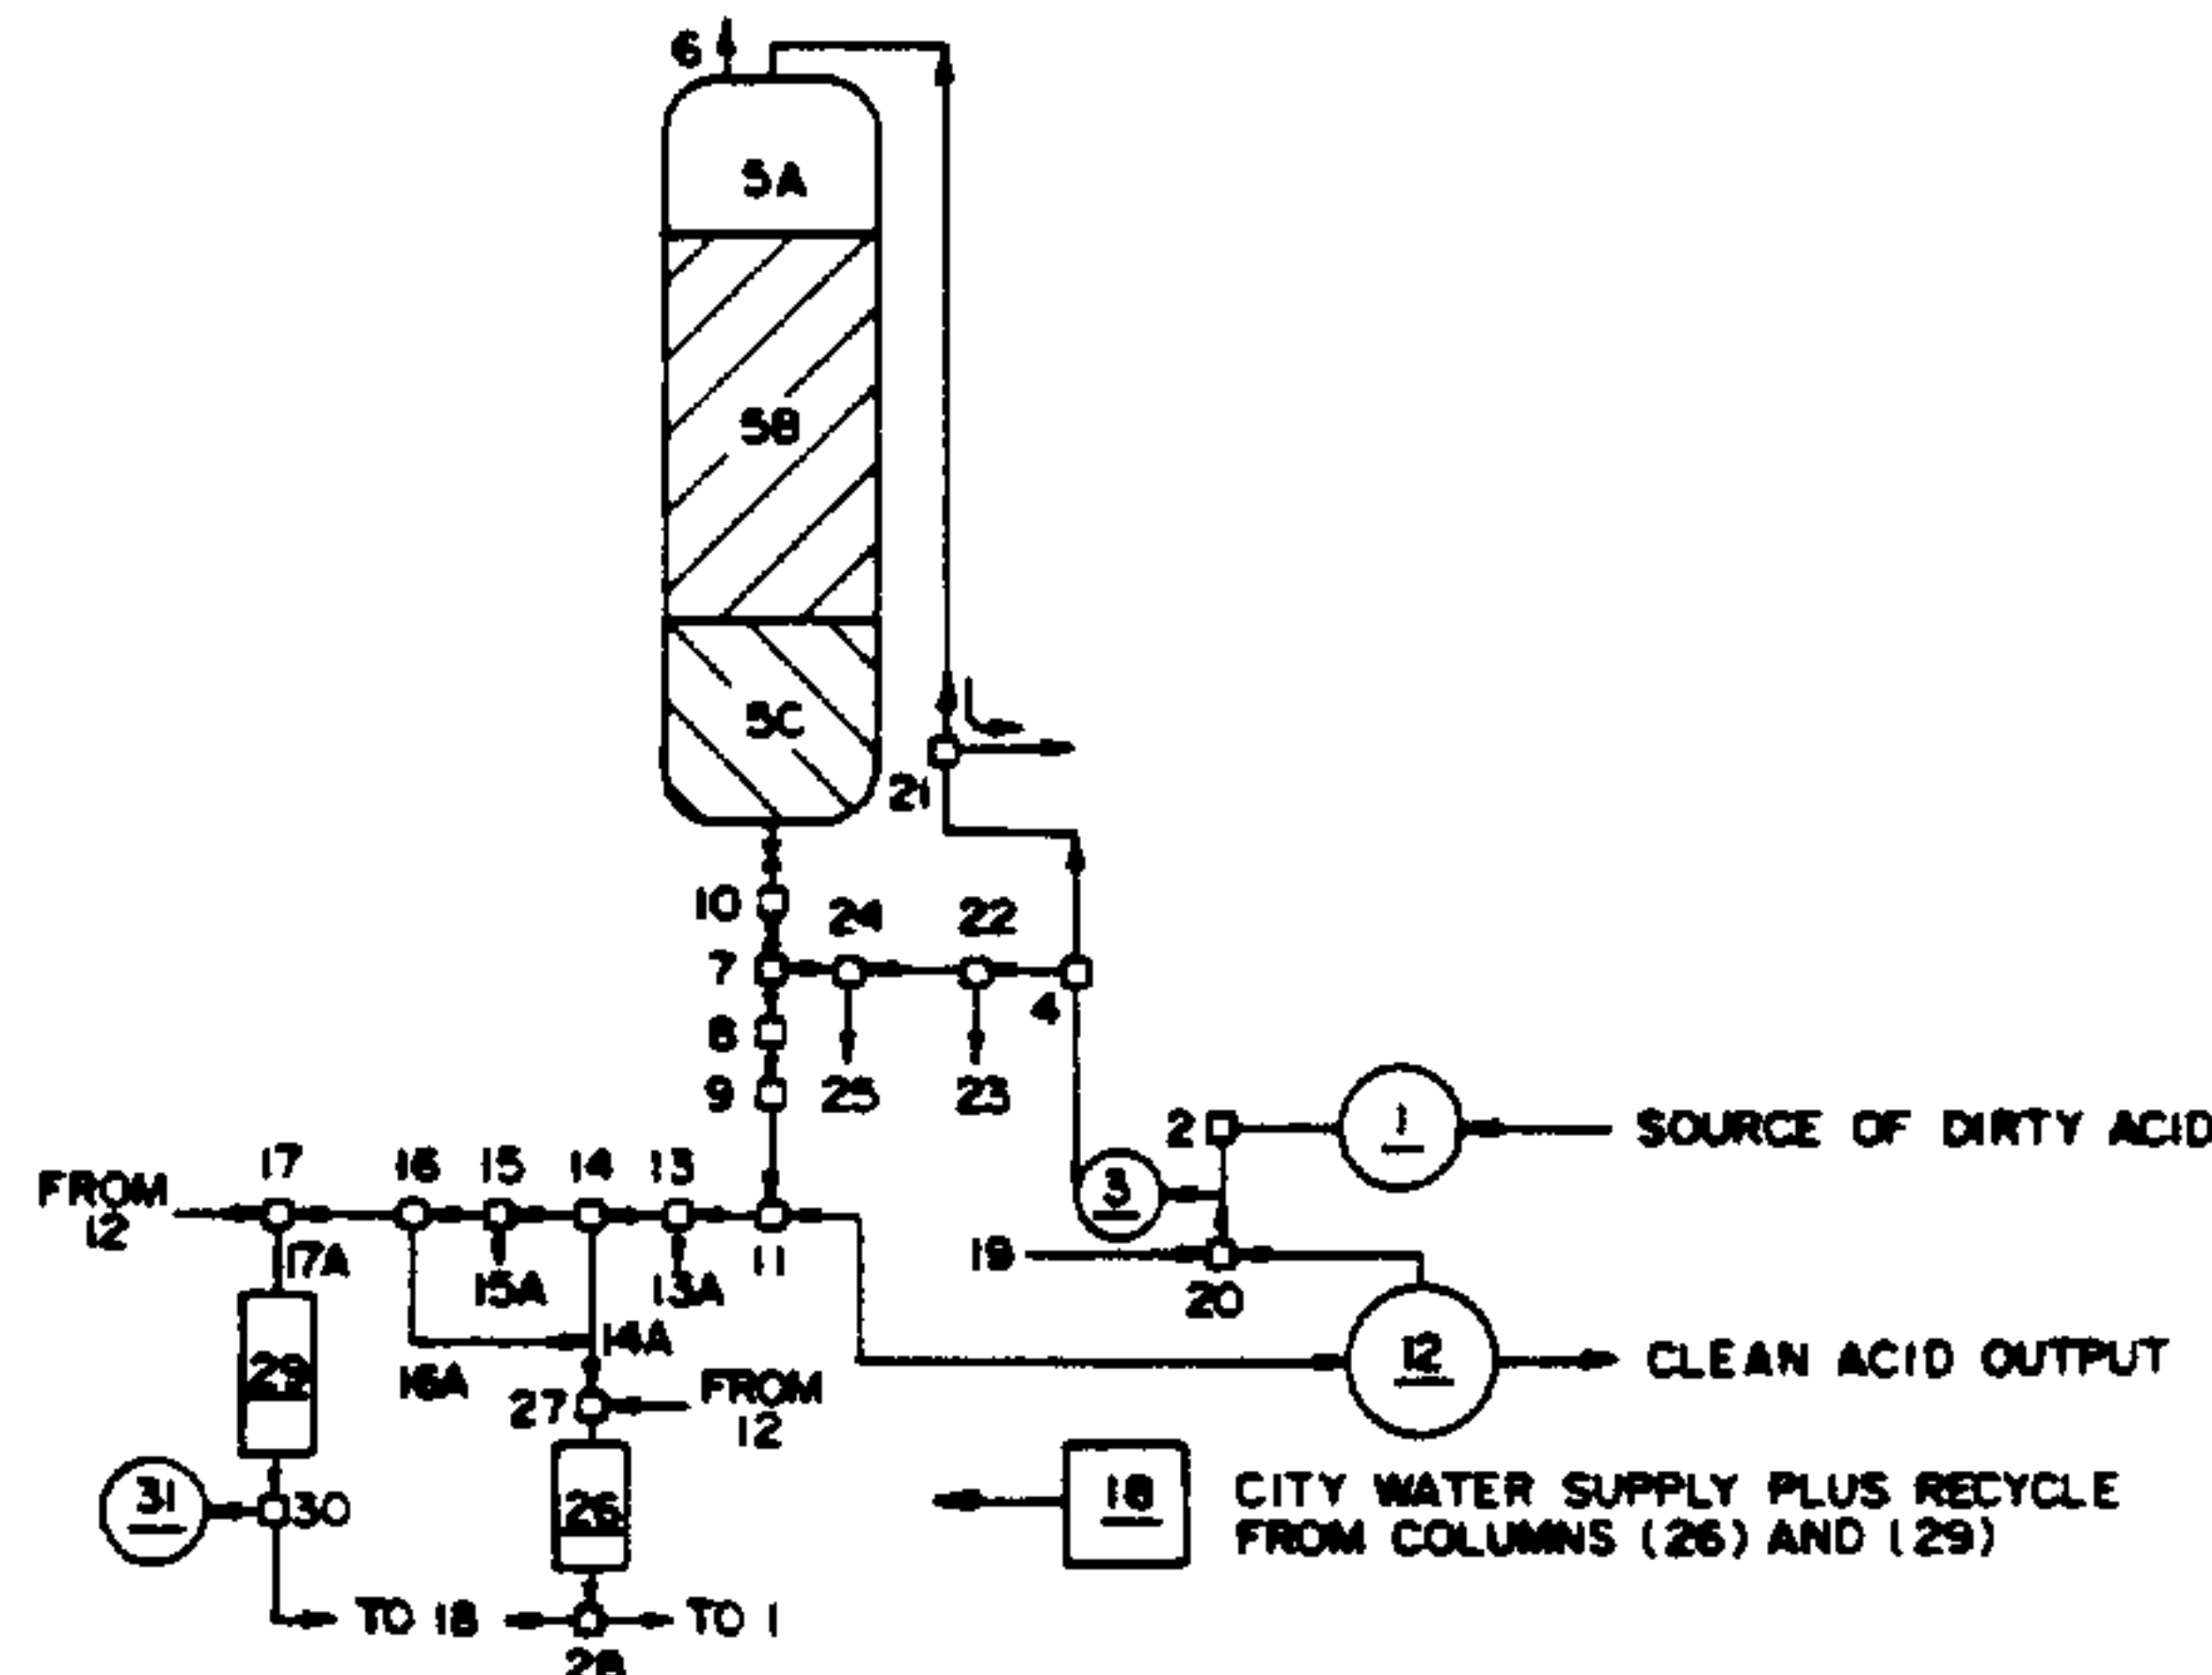 6
5A
5B
5C
21
10
24
22
7
4
8
9
25
23
2
1
SOURCE OF DIRTY ACID
3
17
16
15
14
13
FROM
12
17A
15A
13A
11
19
20
14A
16A
29
27
FROM
12
12
CLEAN ACID OUTPUT
31
30
26
18
CITY WATER SUPPLY PLUS RECYCLE
FROM COLUMNS (26) AND (29)
TO 18
TO 1
28